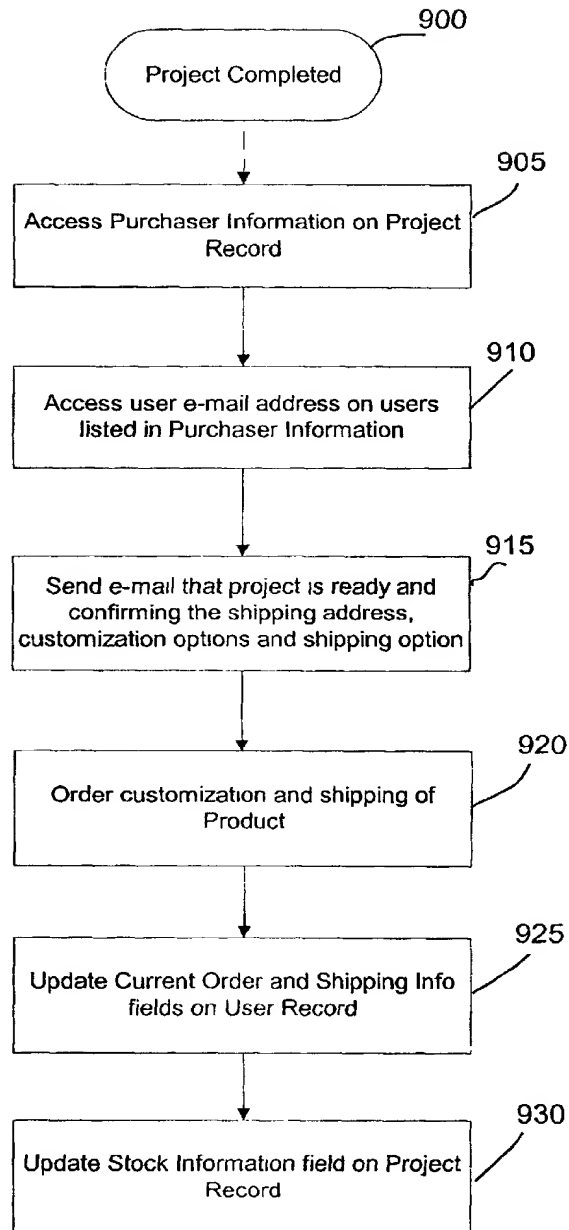 900
Project Completed
905
Access Purchaser Information on Project
Record
910
Access user e-mail address on users
listed in Purchaser Information
915
Send e-mail that project is ready and
confirming the shipping address,
customization options and shipping option
920
Order customization and shipping of
Product
925
Update Current Order and Shipping Info
fields on User Record
930
Update Stock Information field on Project
Record